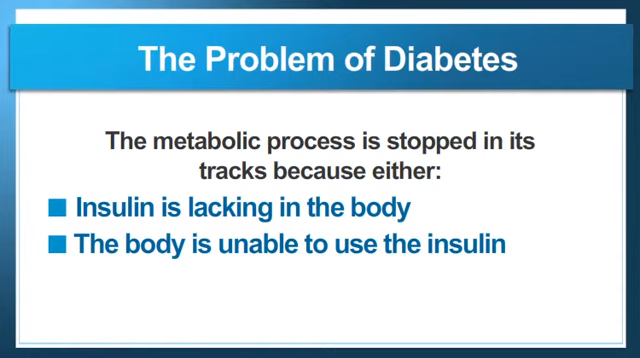 The Problem of Diabetes
The metabolic process is stopped in its
tracks because either:
Insulin is lacking in the body
The body is unable to use the insulin